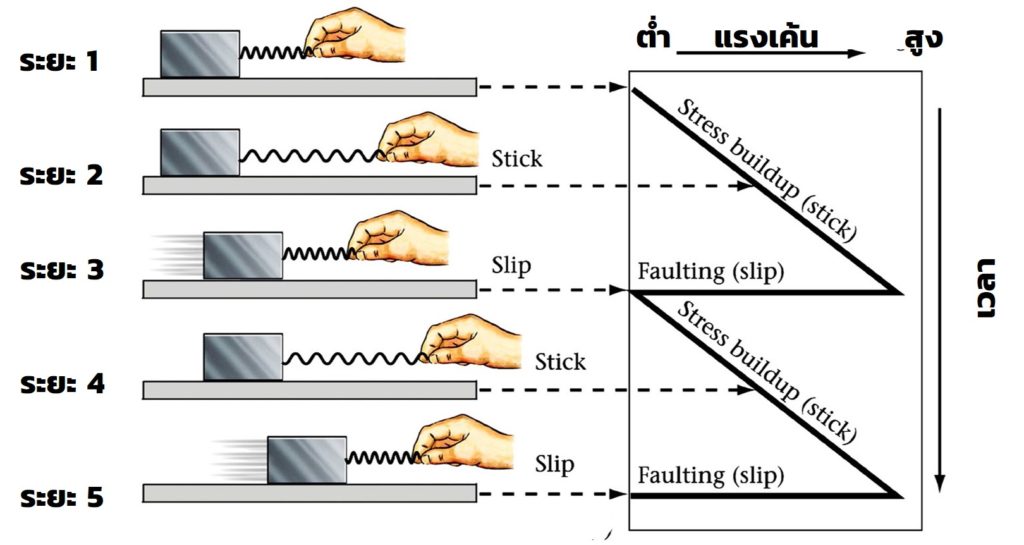 ต่ำ แรงเค้น สูง
ระยะ 1
Stress buildup (stick)
ระยะ 2
Stick
ระยะ 3
Slip
Faulting (slip)
เวลา
Stress buildup (stick)
ระยะ 4
Stick
ระยะ 5
Slip
Faulting (slip)